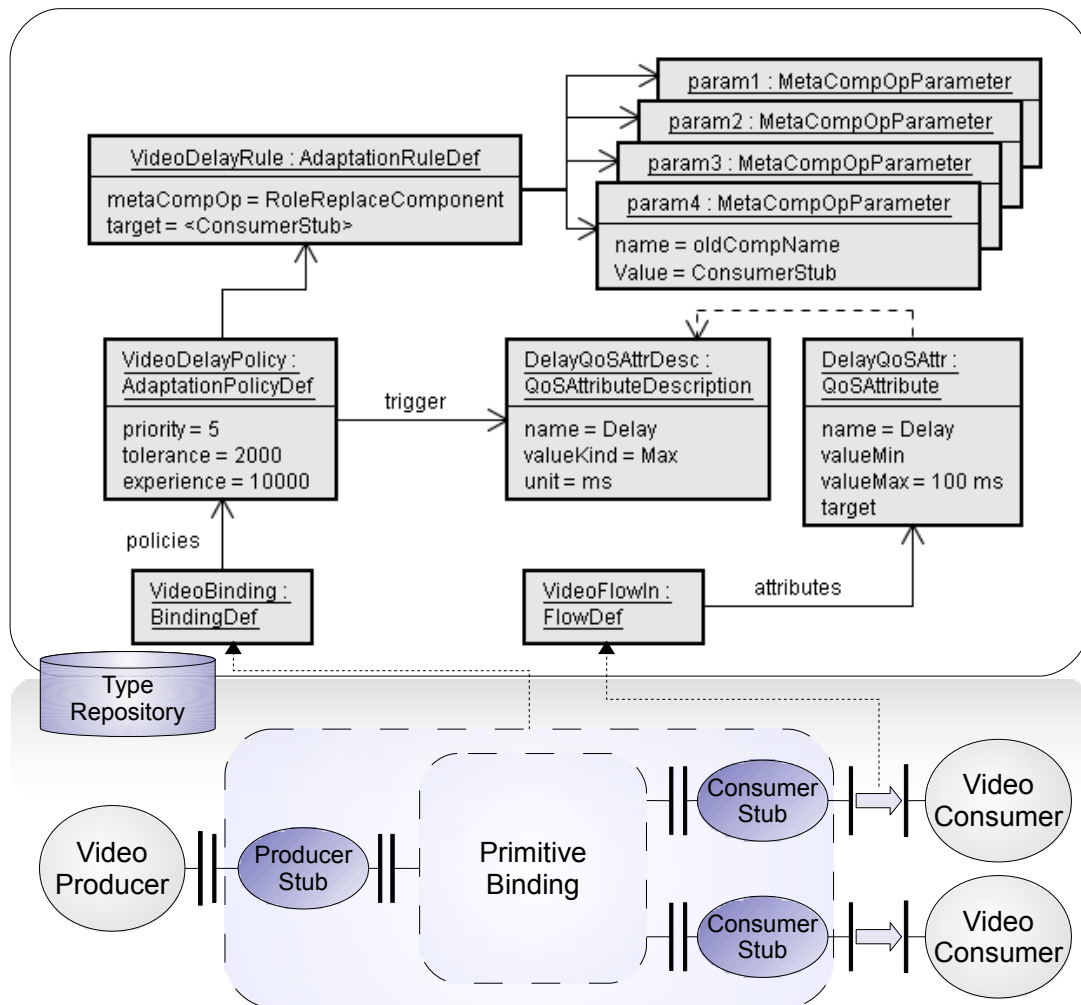 param1 : MetaCompOpParameter
param2 : MetaCompOpParameter
param3 : MetaCompOpParameter
param4 : MetaCompOpParameter
name = oldCompName
Value = ConsumerStub
VideoDelayRule : AdaptationRuleDef
metaCompOp = RoleReplaceComponent
target = <ConsumerStub>
VideoDelayPolicy :
AdaptationPolicyDef
priority = 5
tolerance = 2000
experience = 10000
trigger
DelayQoSAttrDesc :
QoSAttributeDescription
name = Delay
valueKind = Max
unit = ms
DelayQoSAttr :
QoSAttribute
name = Delay
valueMin
valueMax = 100 ms
target
policies
attributes
VideoBinding :
BindingDef
VideoFlowIn :
FlowDef
Type
Repository
Video
Producer
Producer
Stub
Primitive
Binding
Consumer
Stub
Video
Consumer
Consumer
Stub
Video
Consumer